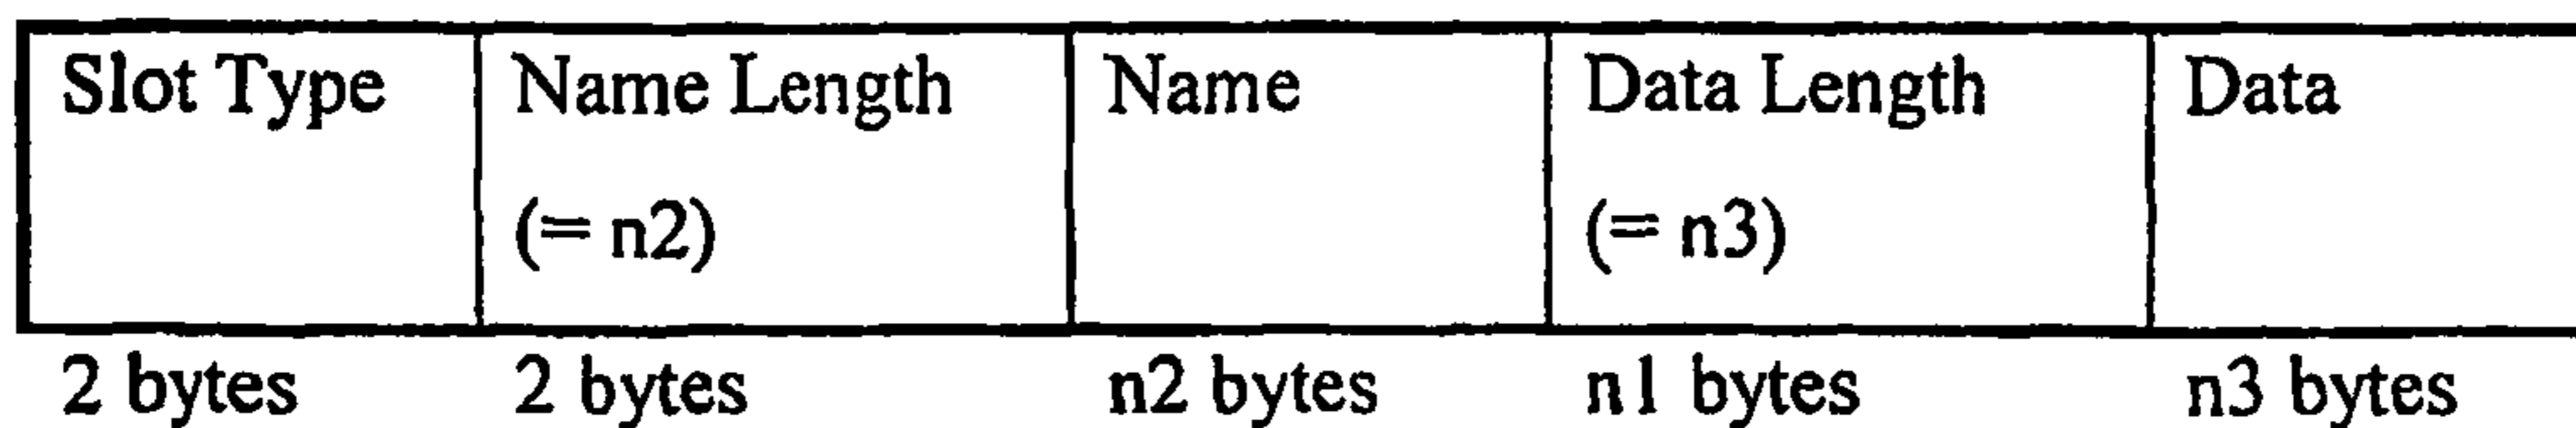 Slot Type Name Length Name Data Length Data
(= n2) (= n3)
2 bytes 2 bytes n2 bytes n1 bytes n3 bytes